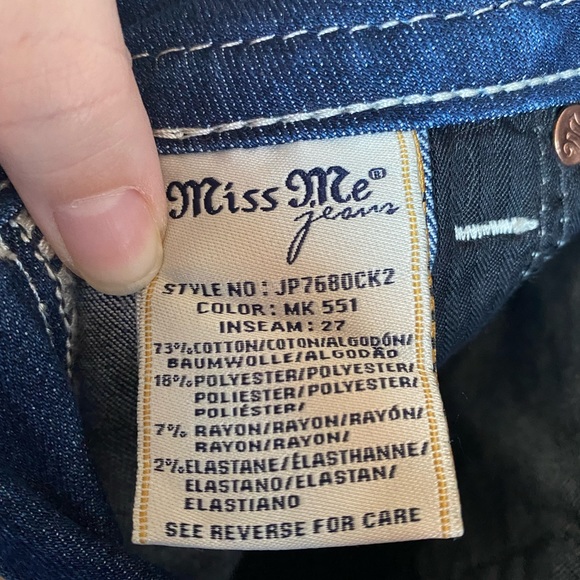 Miss Me®
jeans
STYLE NO: JP7680CK2
COLOR: MK 551
INSEAM: 27
73%COTTON/COTON/ALGODÓN/
BAUMWOLLE/ALGODÃO
18%POLYESTER/POLYESTER/
POLIESTER/POLYESTER/
POLIÉSTER/
7% RAYON/RAYON/RAYÓN/
RAYON/RAYON/
2%ELASTANE/ÉLASTHANNE/
ELASTANO/ELASTAN/
ELASTIANO
SEE REVERSE FOR CARE